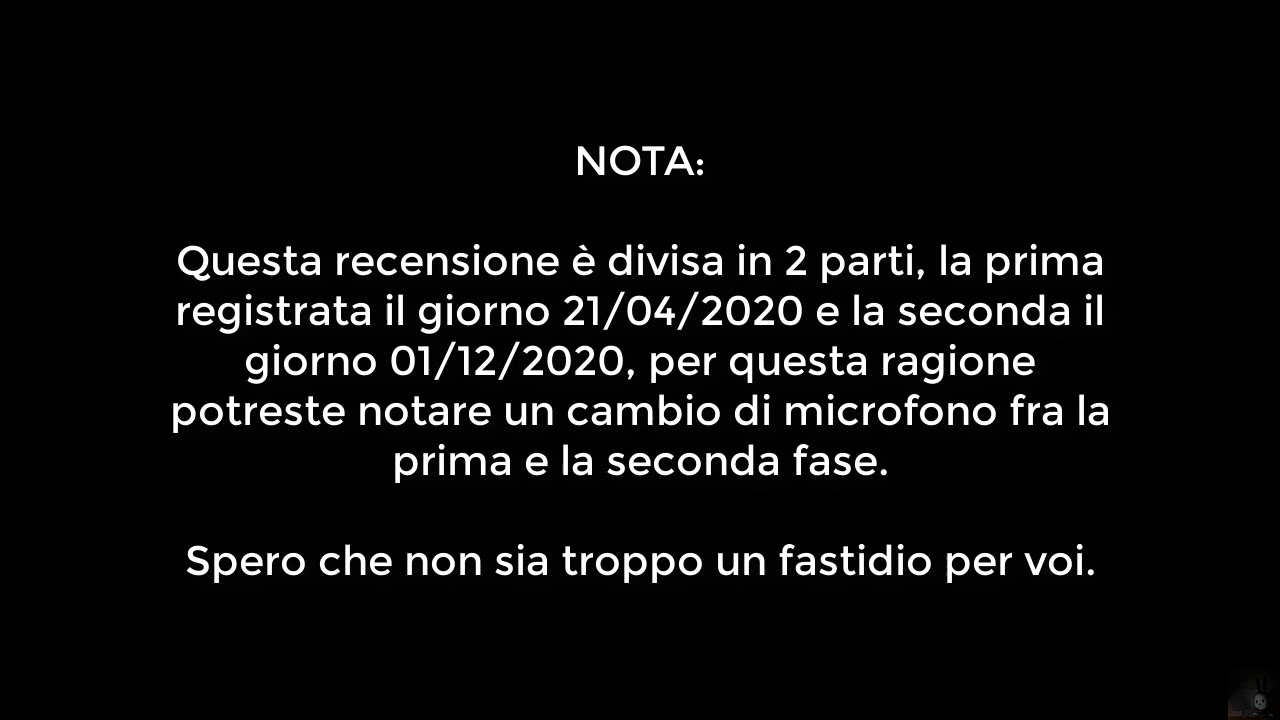 NOTA:
Questa recensione è divisa in 2 parti, la prima
registrata il giorno 21/04/2020 e la seconda il
giorno 01/12/2020, per questa ragione
potreste notare un cambio di microfono fra la
prima e la seconda fase.
Spero che non sia troppo un fastidio per voi.